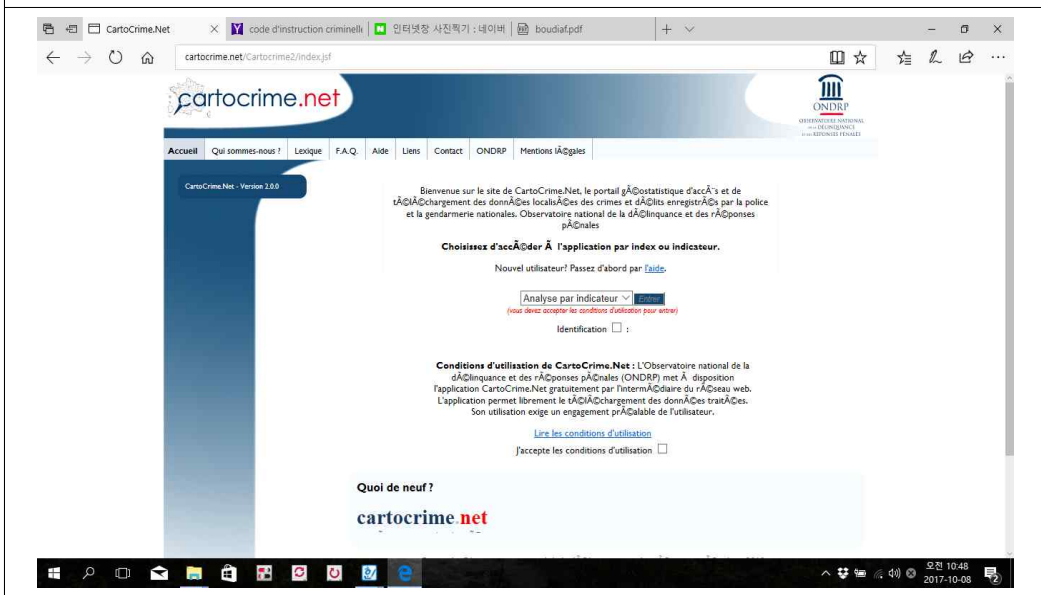 CartoCrime.Net
code d'instruction criminelle
인터넷창 사진찍기 : 네이버
boudiaf.pdf
cartocrime.net/Cartocrime2/index.jsf
cartocrime.net
ONDRP
OBSERVATOIRE NATIONAL
DE LA DÉLINQUANCE
ET DES RÉPONSES PÉNALES
Accueil Qui sommes-nous ? Lexique F.A.Q. Aide Liens Contact ONDRP Mentions lÃ©gales
CartoCrime.Net - Version 2.0.0
Bienvenue sur le site de CartoCrime.Net, le portail gÃ©ostatistique d'accÃ¨s et de
tÃ©lÃ©chargement des donnÃ©es localisÃ©es des crimes et dÃ©lits enregistrÃ©s par la police
et la gendarmerie nationales. Observatoire national de la dÃ©linquance et des rÃ©ponses
pÃ©nales
Choisissez d'accÃ©der Ã l'application par index ou indicateur.
Nouvel utilisateur? Passez d'abord par l'aide.
Analyse par indicateur Entrer
(vous devez accepter les conditions d'utilisation pour entrer)
Identification :
Conditions d'utilisation de CartoCrime.Net : L'Observatoire national de la
dÃ©linquance et des rÃ©ponses pÃ©nales (ONDRP) met Ã disposition
l'application CartoCrime.Net gratuitement par l'intermÃ©diaire du rÃ©seau web.
L'application permet librement le tÃ©lÃ©chargement des donnÃ©es traitÃ©es.
Son utilisation exige un engagement prÃ©alable de l'utilisateur.
Lire les conditions d'utilisation
J'accepte les conditions d'utilisation
Quoi de neuf ?
cartocrime.net
오전 10:48
2017-10-08
2